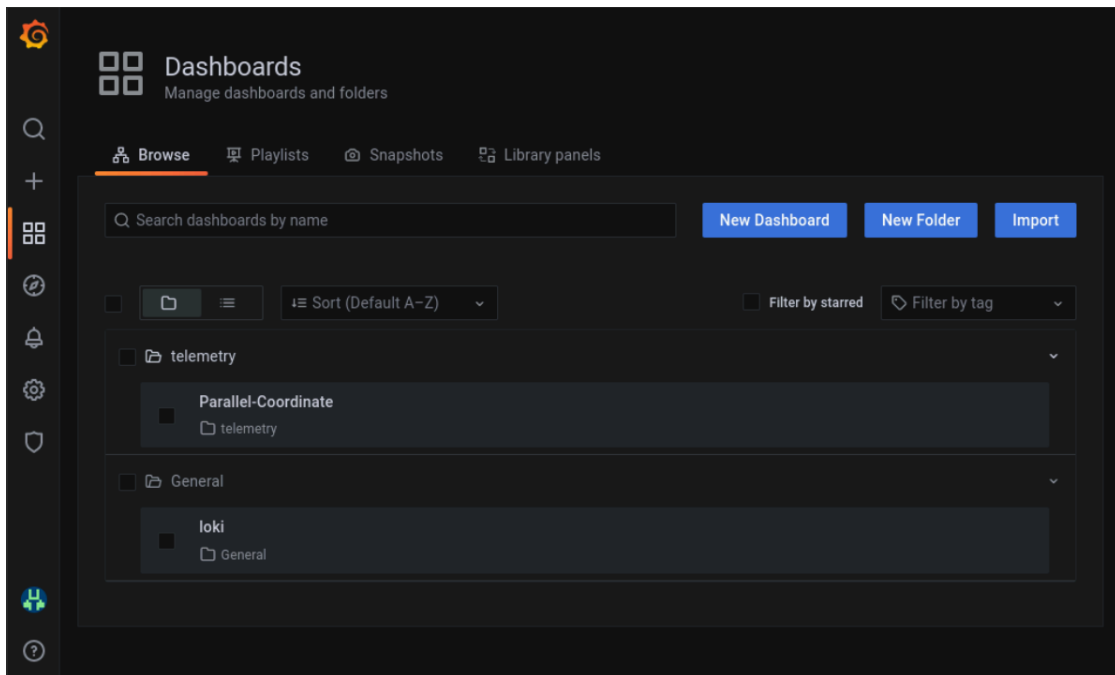 Dashboards
Manage dashboards and folders
Browse
Playlists
Snapshots
Library panels
Search dashboards by name
New Dashboard
New Folder
Import
Sort (Default A–Z)
Filter by starred
Filter by tag
telemetry
Parallel-Coordinate
telemetry
General
loki
General